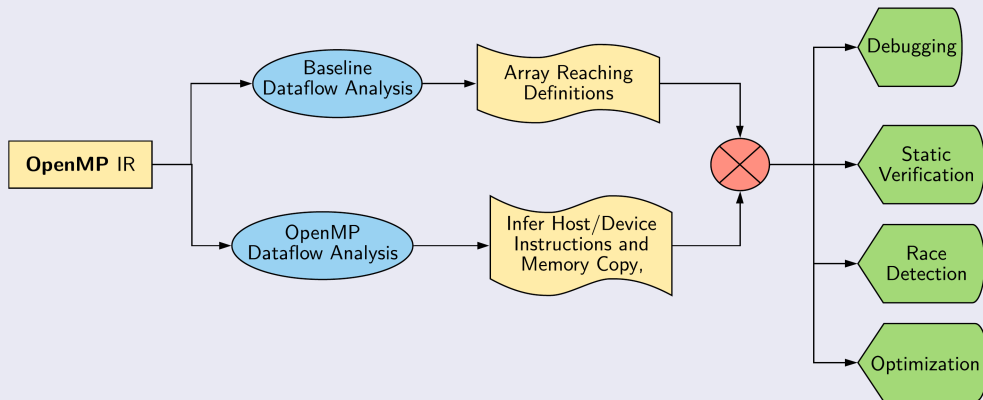 OpenMP IR
Baseline
Dataflow Analysis
Array Reaching
Definitions
OpenMP
Dataflow Analysis
Infer Host/Device
Instructions and
Memory Copy,
Debugging
Static
Verification
Race
Detection
Optimization